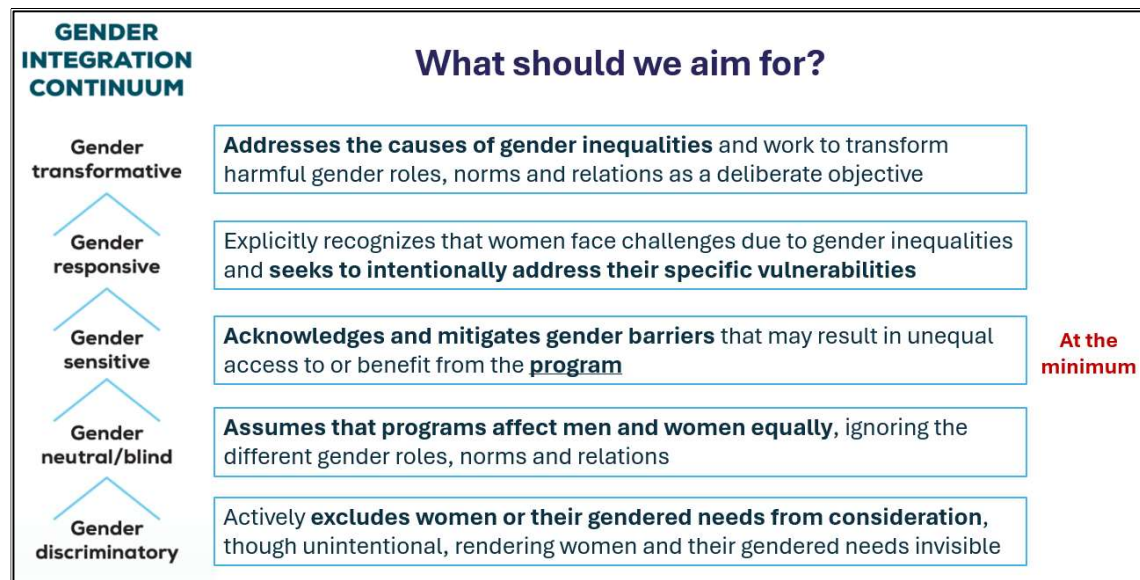 GENDER
INTEGRATION
CONTINUUM
What should we aim for?
Gender
transformative
Addresses the causes of gender inequalities and work to transform
harmful gender roles, norms and relations as a deliberate objective
Gender
responsive
Explicitly recognizes that women face challenges due to gender inequalities
and seeks to intentionally address their specific vulnerabilities
Gender
sensitive
Acknowledges and mitigates gender barriers that may result in unequal
access to or benefit from the program
At the
minimum
Gender
neutral/blind
Assumes that programs affect men and women equally, ignoring the
different gender roles, norms and relations
Gender
discriminatory
Actively excludes women or their gendered needs from consideration,
though unintentional, rendering women and their gendered needs invisible